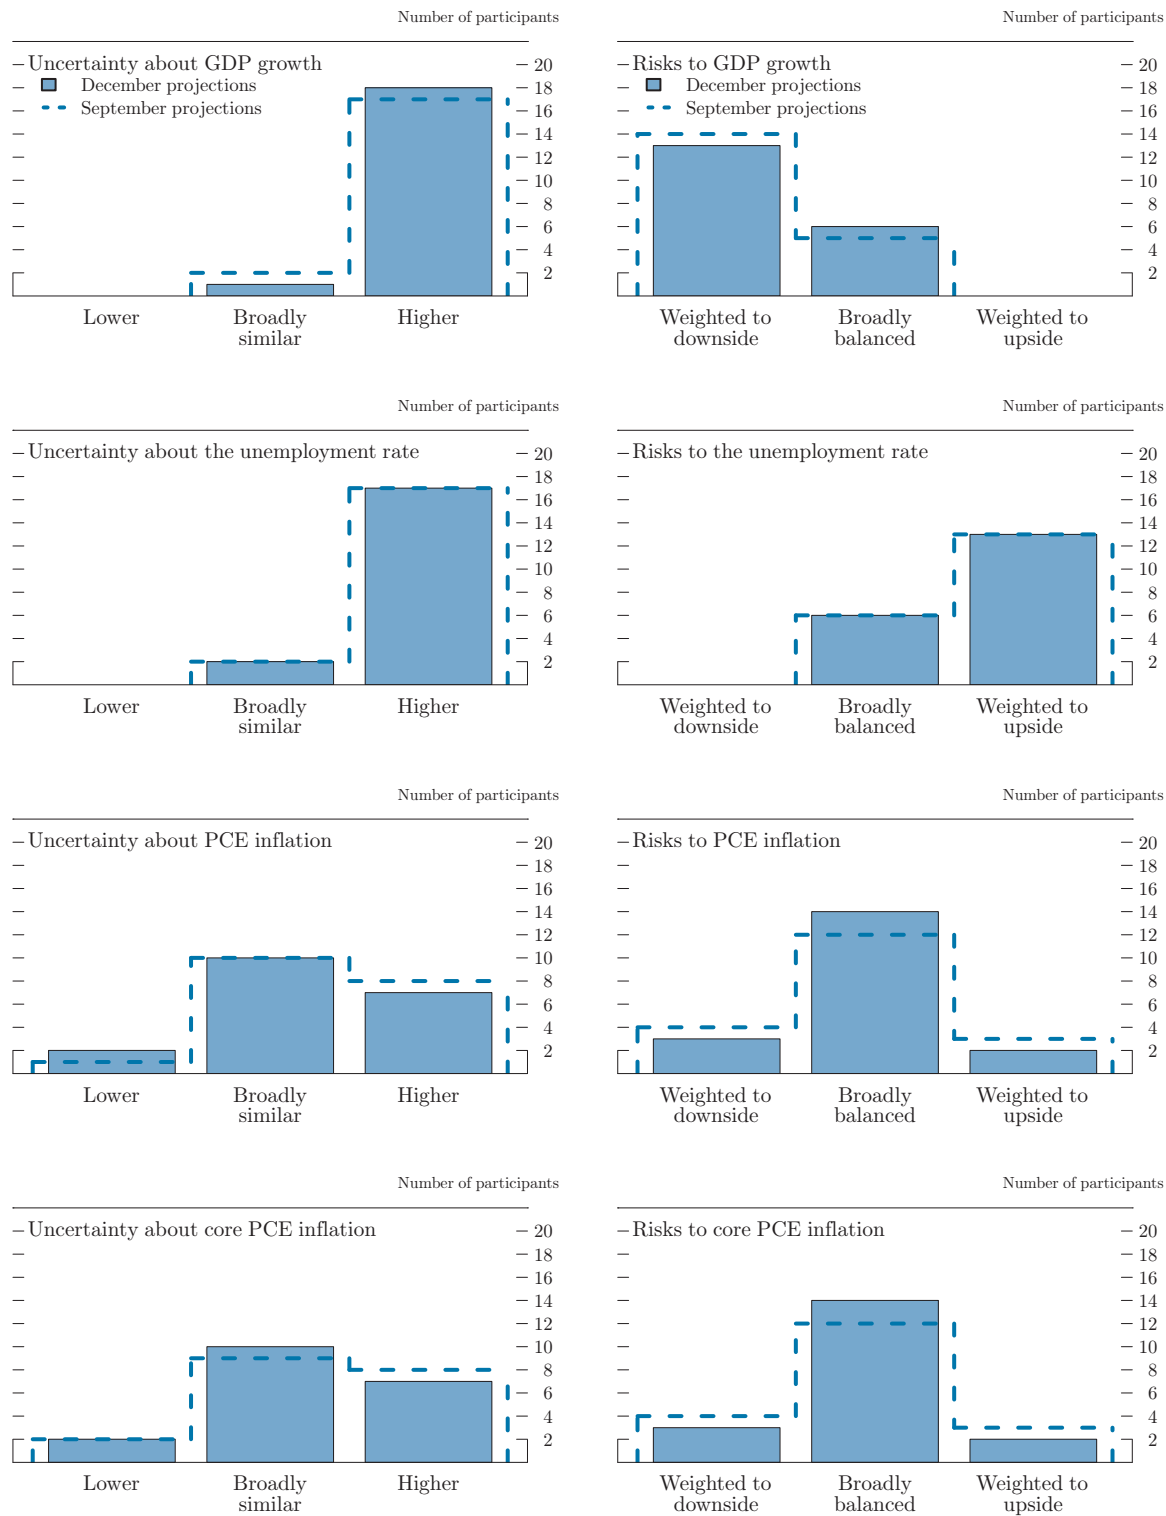 Number of participants
Uncertainty about GDP growth
December projections
September projections
20
18
16
14
12
10
8
6
4
2
Lower
Broadly
similar
Higher
Number of participants
Risks to GDP growth
December projections
September projections
20
18
16
14
12
10
8
6
4
2
Weighted to
downside
Broadly
balanced
Weighted to
upside
Number of participants
Uncertainty about the unemployment rate
20
18
16
14
12
10
8
6
4
2
Lower
Broadly
similar
Higher
Number of participants
Risks to the unemployment rate
20
18
16
14
12
10
8
6
4
2
Weighted to
downside
Broadly
balanced
Weighted to
upside
Number of participants
Uncertainty about PCE inflation
20
18
16
14
12
10
8
6
4
2
Lower
Broadly
similar
Higher
Number of participants
Risks to PCE inflation
20
18
16
14
12
10
8
6
4
2
Weighted to
downside
Broadly
balanced
Weighted to
upside
Number of participants
Uncertainty about core PCE inflation
20
18
16
14
12
10
8
6
4
2
Lower
Broadly
similar
Higher
Number of participants
Risks to core PCE inflation
20
18
16
14
12
10
8
6
4
2
Weighted to
downside
Broadly
balanced
Weighted to
upside